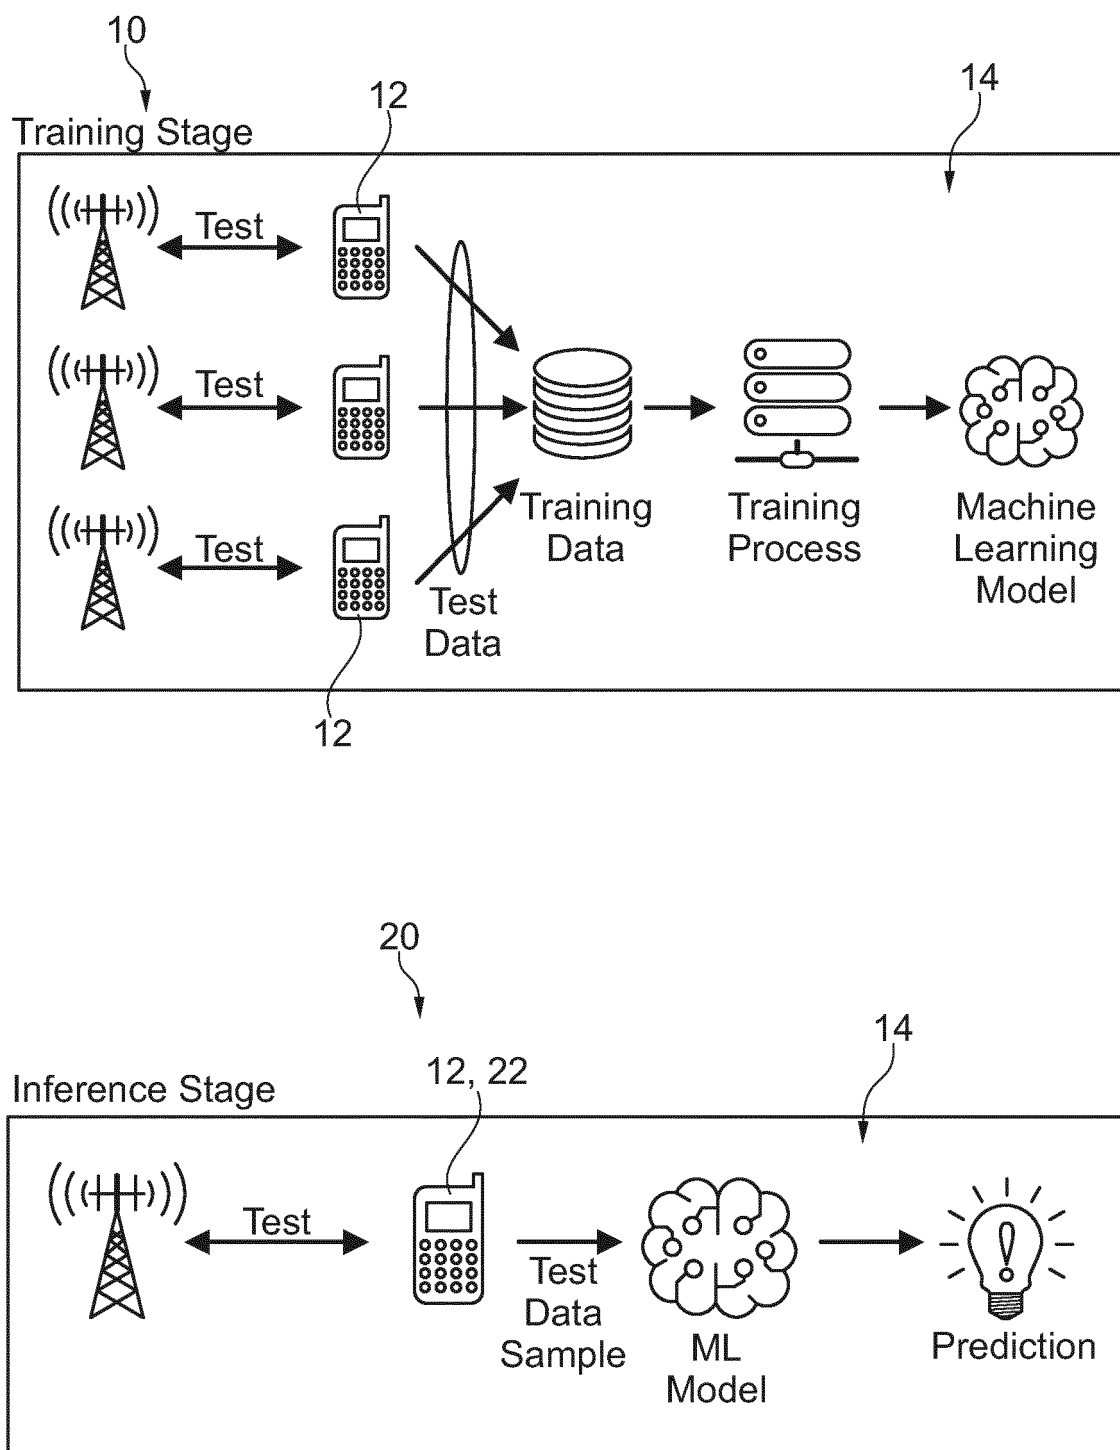 10
12
14
Training Stage
Test
Test
Test
Training
Data
Training
Process
Machine
Learning
Model
Test
Data
12
20
14
12, 22
Inference Stage
Test
Test
Data
Sample
ML
Model
Prediction